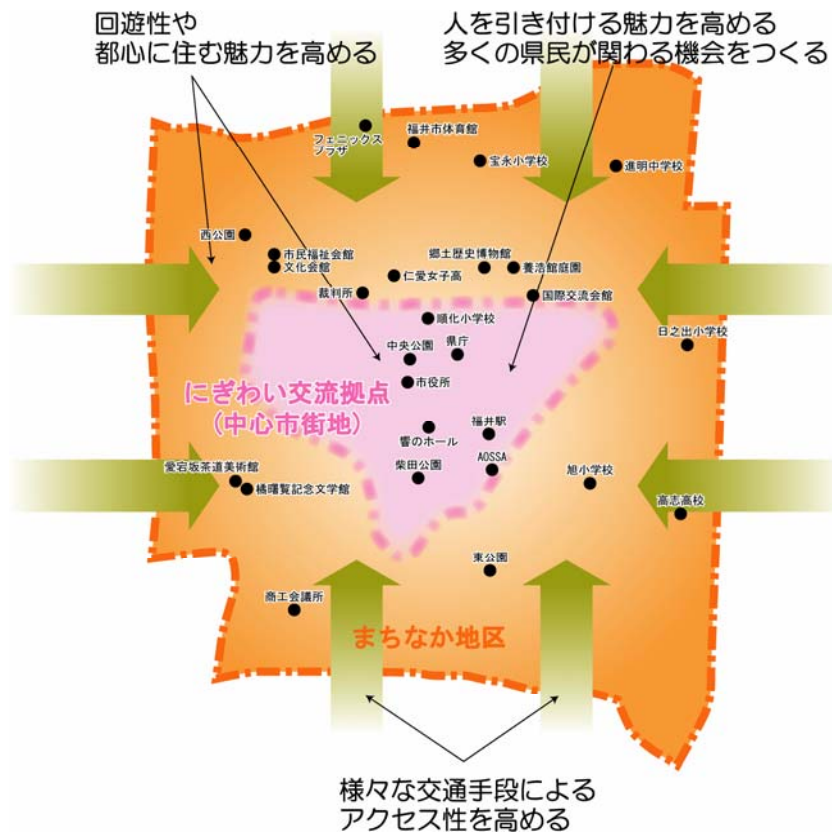 回遊性や
都心に住む魅力を高める
人を引き付ける魅力を高める
多くの県民が関わる機会をつくる
フェニックス
プラザ
福井市体育館
宝永小学校
進明中学校
西公園
市民福祉会館
文化会館
仁愛女子高
郷土歴史博物館
養浩館庭園
裁判所
国際交流会館
順化小学校
日之出小学校
中央公園
県庁
市役所
にぎわい交流拠点
(中心市街地)
福井駅
響のホール
AOSSA
柴田公園
愛宕坂茶道美術館
橘曙覧記念文学館
旭小学校
高志高校
東公園
商工会議所
まちなか地区
様々な交通手段による
アクセス性を高める